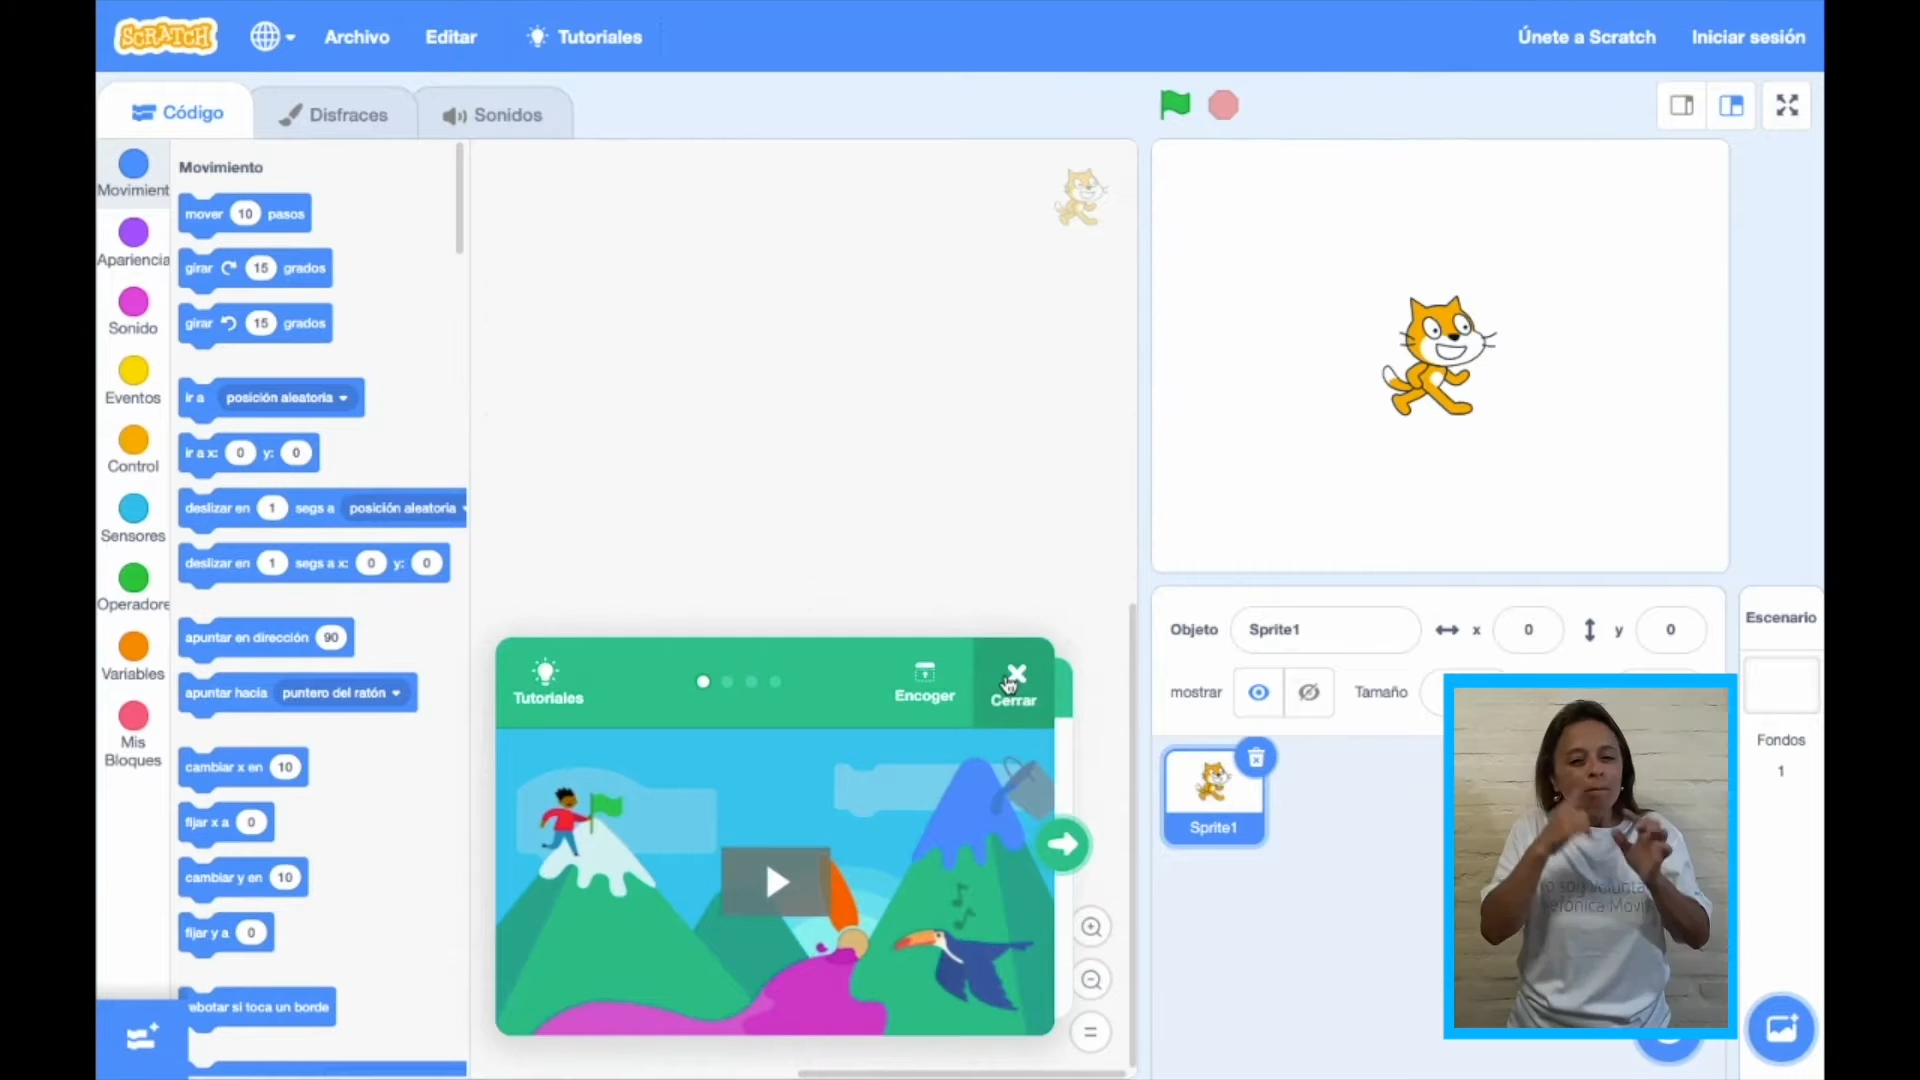 SCRATCH
Archivo
Editar
Tutoriales
Únete a Scratch
Iniciar sesión
Código
Disfraces
Sonidos
Movimient
Apariencia
Sonido
Eventos
Control
Sensores
Operadore
Variables
Mis
Bloques
Movimiento
mover 10 pasos
girar 15 grados
girar 15 grados
ir a posición aleatoria
ir a x: 0 y: 0
deslizar en 1 segs a posición aleatoria
deslizar en 1 segs a x: 0 y: 0
apuntar en dirección 90
apuntar hacia puntero del ratón
cambiar x en 10
fijar x a 0
cambiar y en 10
fijar y a 0
ebotar si toca un borde
Tutoriales
Encoger
Cerrar
Objeto
Sprite1
x 0
y 0
mostrar
Tamaño
Sprite1
Escenario
Fondos
1
yo soy volunta